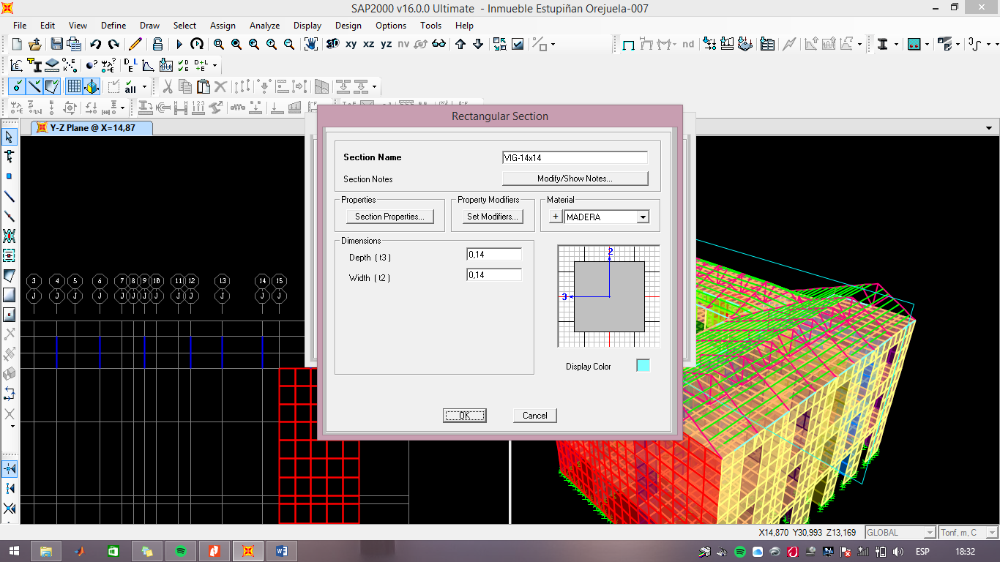 SAP2000 v16.0.0 Ultimate - Inmueble Estupiñan Orejuela-007
File Edit View Define Draw Select Assign Analyze Display Design Options Tools Help
3D xy xz yz nv
nd
all
Y-Z Plane @ X=14,87
Rectangular Section
Section Name VIG-14x14
Section Notes Modify/Show Notes...
Properties Property Modifiers Material
Section Properties... Set Modifiers... + MADERA
Dimensions
Depth ( t3 ) 0,14
Width ( t2 ) 0,14
2
3
Display Color
OK Cancel
3 4 5 6 7 8 9 10 11 12 13 14 15
J J J J J J J J J J J J J
X14,870 Y30,993 Z13,169 GLOBAL Tonf, m, C
ESP 18:32